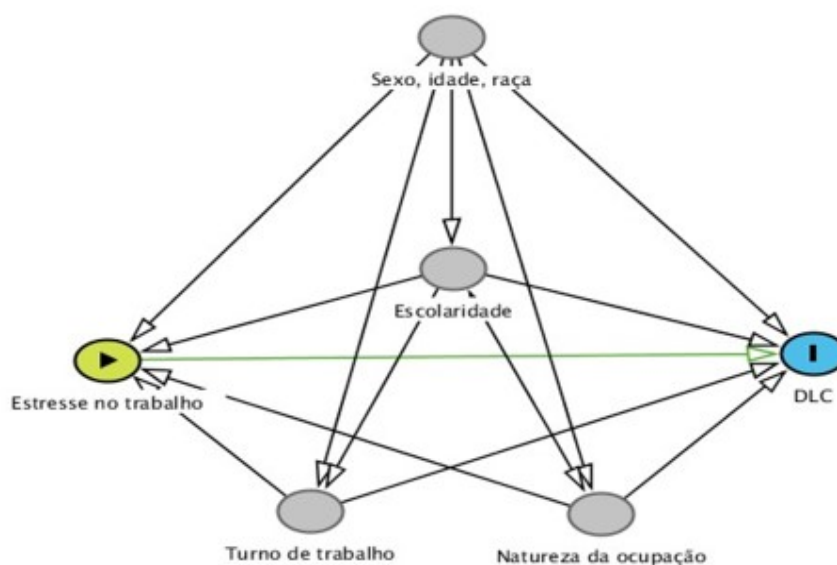 Sexo, idade, raça
Escolaridade
Estresse no trabalho
DLC
Turno de trabalho
Natureza da ocupação